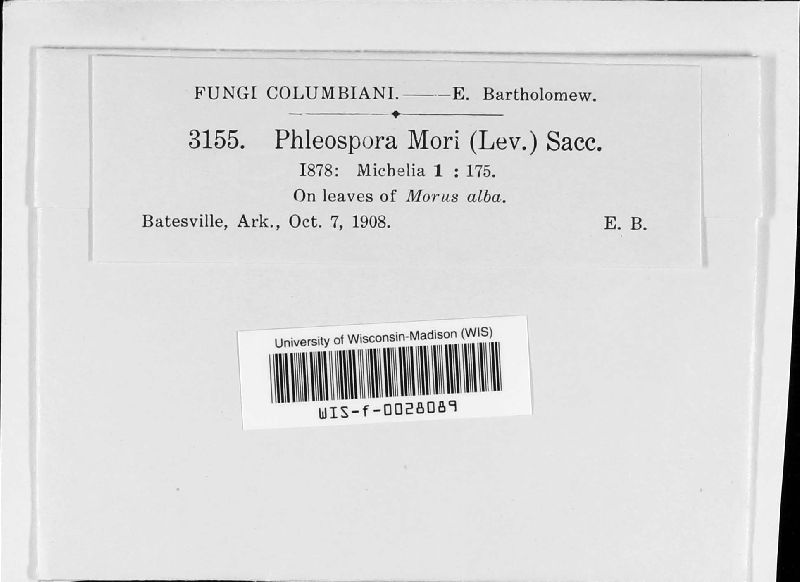 FUNGI COLUMBIANI.——E. Bartholomew.
3155. Phleospora Mori (Lev.) Sacc.
1878: Michelia 1 : 175.
On leaves of Morus alba.
Batesville, Ark., Oct. 7, 1908. E. B.
University of Wisconsin-Madison (WIS)
WIS-f-0028089